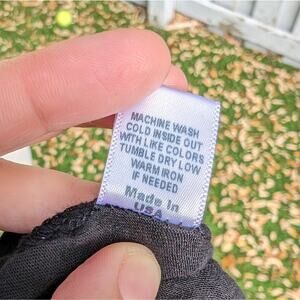 MACHINE WASH
COLD INSIDE OUT
WITH LIKE COLORS
TUMBLE DRY LOW
WARM IRON
IF NEEDED
Made in
USA